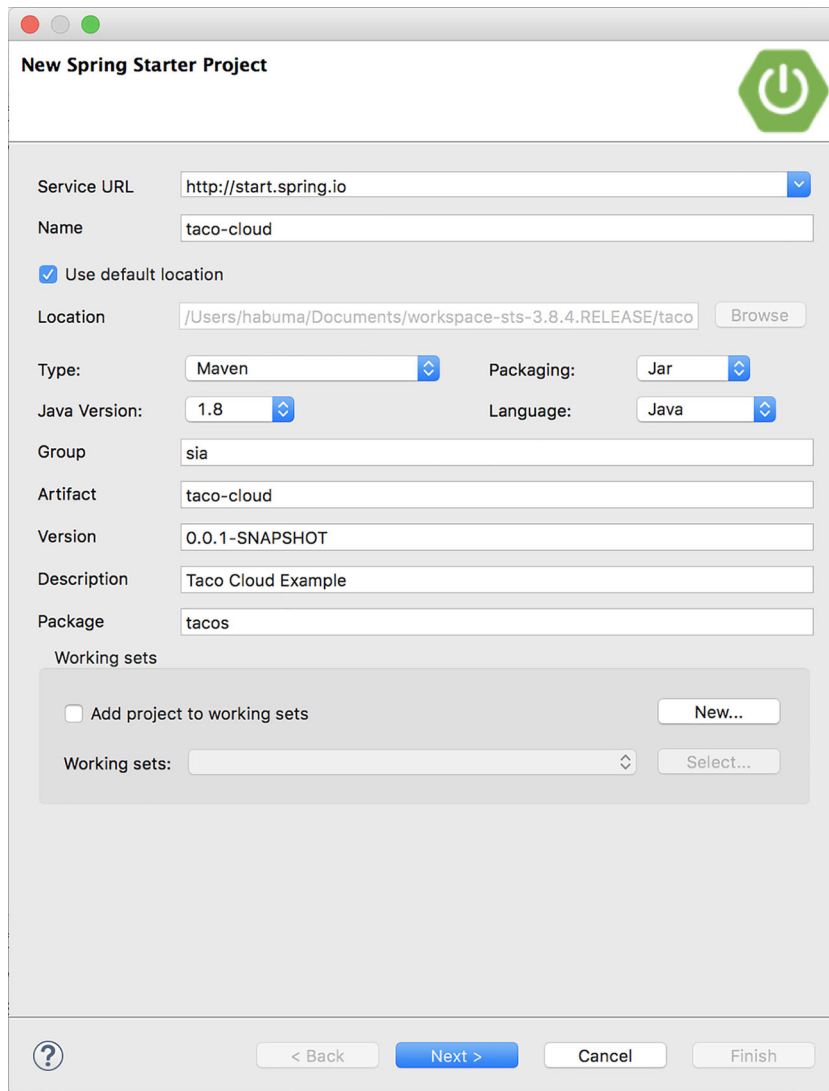 New Spring Starter Project
Service URL http://start.spring.io
Name taco-cloud
Use default location
Location /Users/habuma/Documents/workspace-sts-3.8.4.RELEASE/taco Browse
Type: Maven Packaging: Jar
Java Version: 1.8 Language: Java
Group sia
Artifact taco-cloud
Version 0.0.1-SNAPSHOT
Description Taco Cloud Example
Package tacos
Working sets
Add project to working sets New...
Working sets: Select...
? < Back Next > Cancel Finish